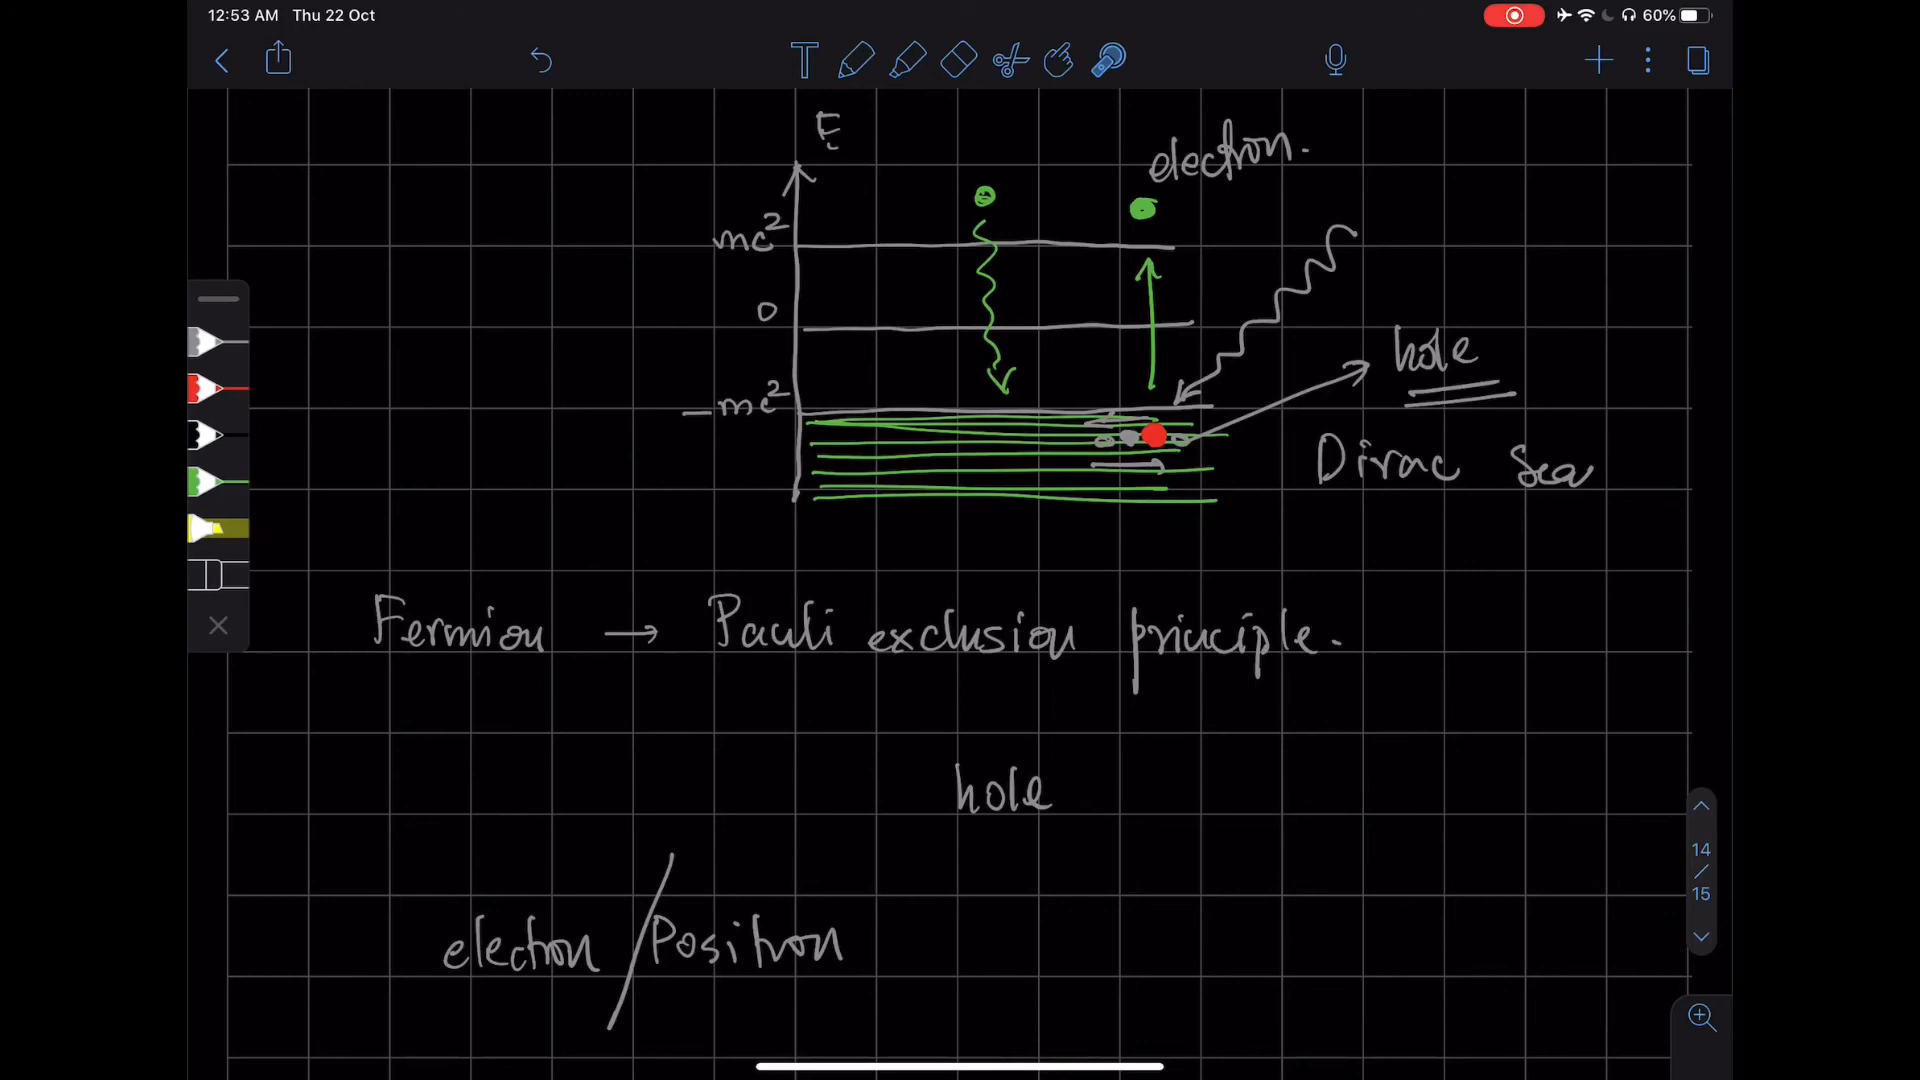 12:53 AM Thu 22 Oct
60%
E
electron.
mc²
0
hole
-mc²
Dirac Sea
Fermion → Pauli exclusion principle.
hole
14
/
15
electron / Positron